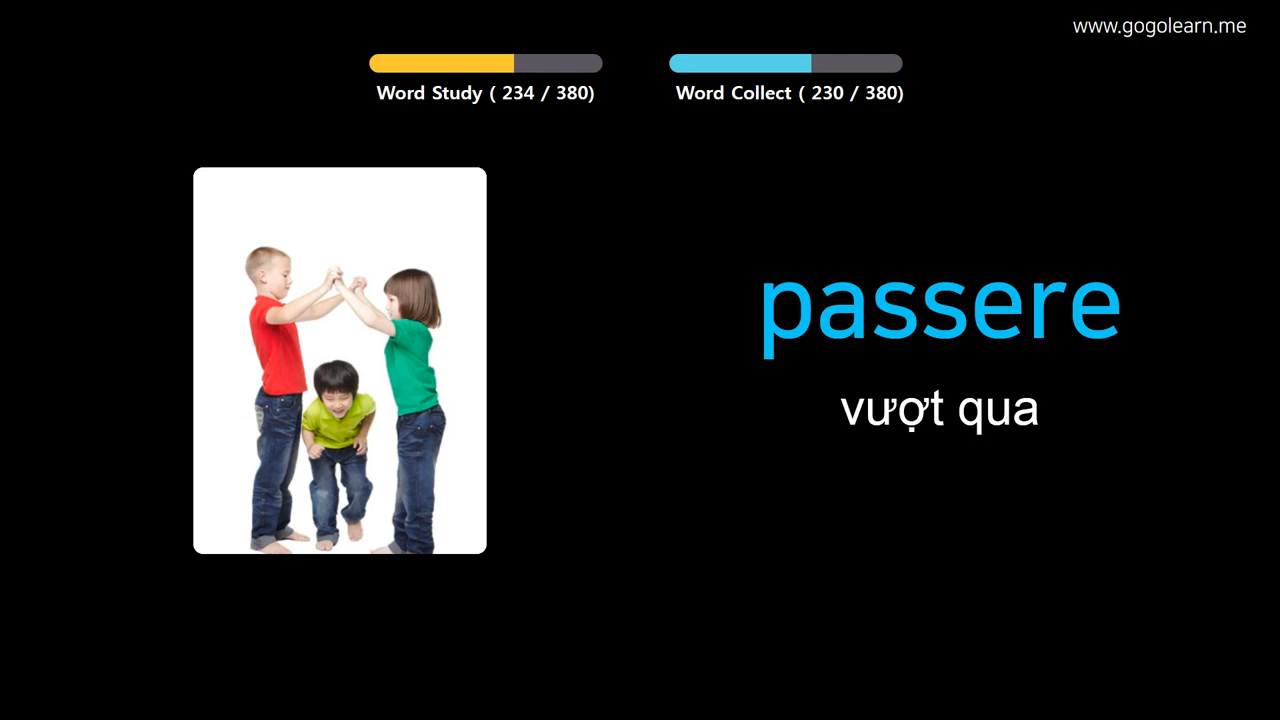 www.gogolearn.me
Word Study ( 234 / 380)
Word Collect ( 230 / 380)
passere
vượt qua